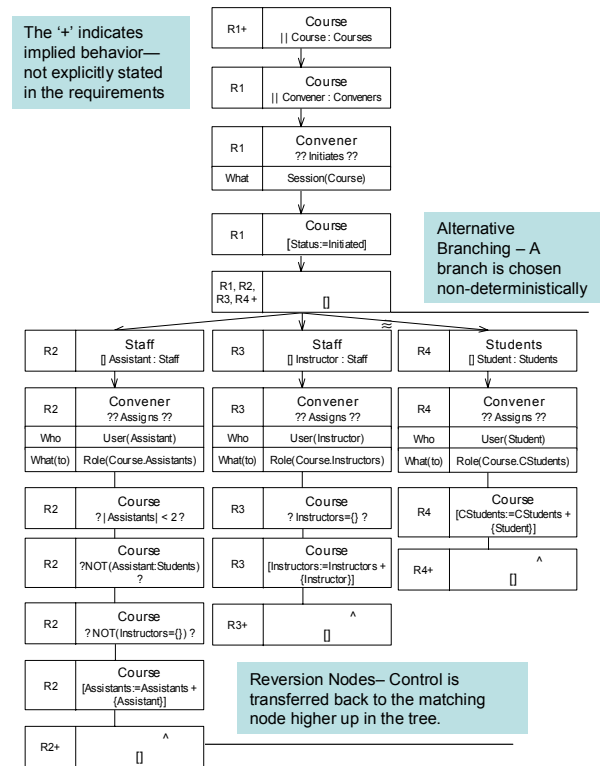 The ‘+’ indicates
implied behavior—
not explicitly stated
in the requirements
R1+
Course
|| Course : Courses
R1
Course
|| Convener : Conveners
R1
Convener
?? Initiates ??
What
Session(Course)
R1
Course
[Status:=Initiated]
R1, R2,
R3, R4 +
[]
Alternative
Branching – A
branch is chosen
non-deterministically
≈
R2
Staff
[] Assistant : Staff
R3
Staff
[] Instructor : Staff
R4
Students
[] Student : Students
R2
Convener
?? Assigns ??
Who
User(Assistant)
What(to)
Role(Course.Assistants)
R3
Convener
?? Assigns ??
Who
User(Instructor)
What(to)
Role(Course.Instructors)
R4
Convener
?? Assigns ??
Who
User(Student)
What(to)
Role(Course.CStudents)
R2
Course
? | Assistants| < 2 ?
R3
Course
? Instructors={} ?
R4
Course
[CStudents:=CStudents +
{Student}]
R2
Course
?NOT(Assistant:Students)
?
R3
Course
[Instructors:=Instructors +
{Instructor}]
R4+
^
[]
R2
Course
? NOT(Instructors={}) ?
R3+
^
[]
R2
Course
[Assistants:=Assistants +
{Assistant}]
Reversion Nodes– Control is
transferred back to the matching
node higher up in the tree.
R2+
^
[]